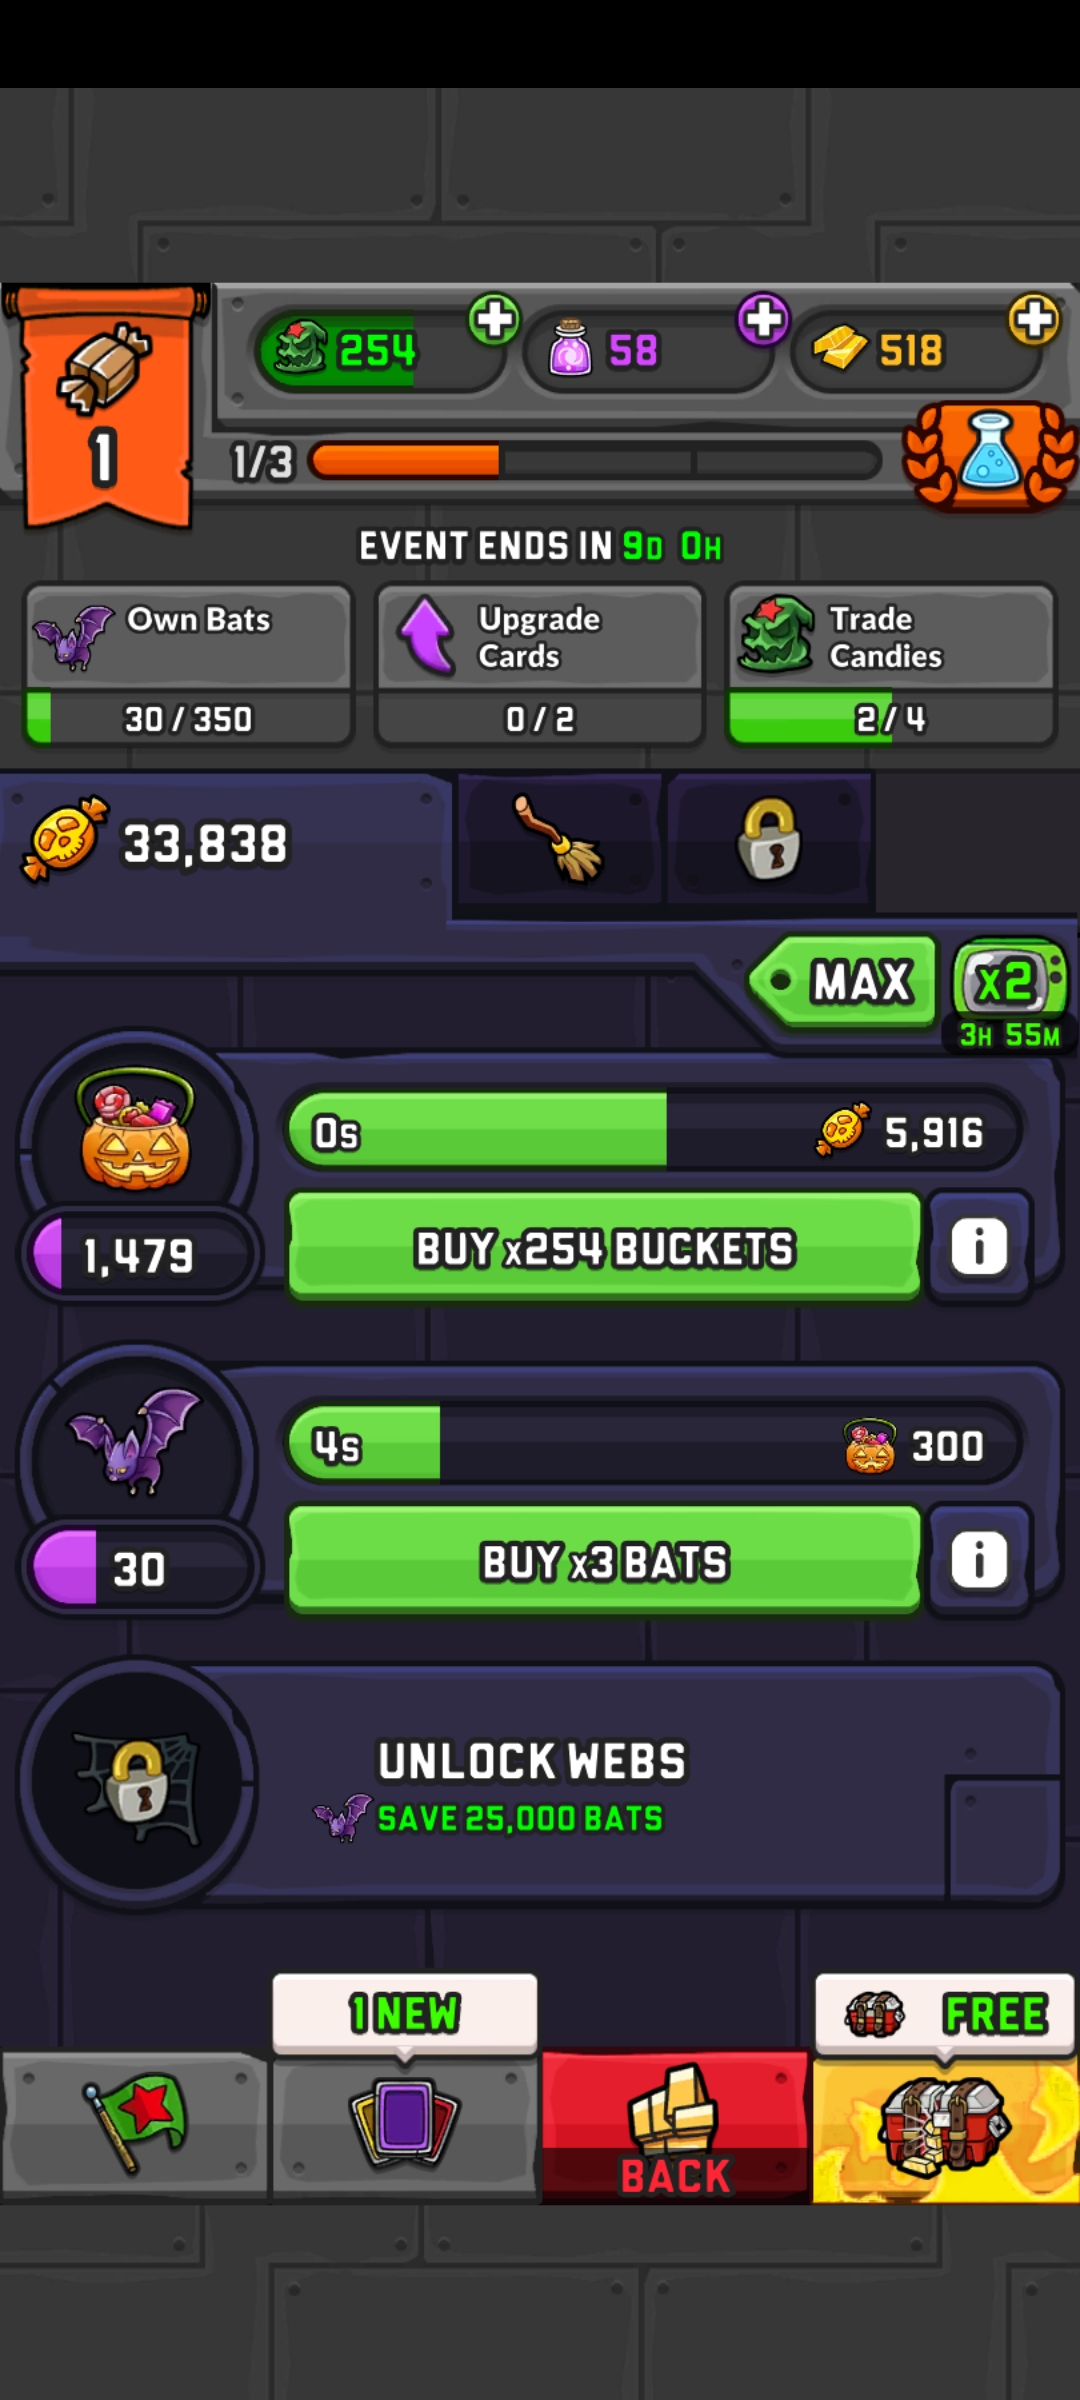 254
58
518
1
1/3
EVENT ENDS IN 9D 0H
Own Bats
30 / 350
Upgrade
Cards
0 / 2
Trade
Candies
2 / 4
33,838
MAX
x2
3H 55M
0s
5,916
1,479
BUY x254 BUCKETS
i
4s
300
30
BUY x3 BATS
i
UNLOCK WEBS
SAVE 25,000 BATS
1 NEW
FREE
BACK